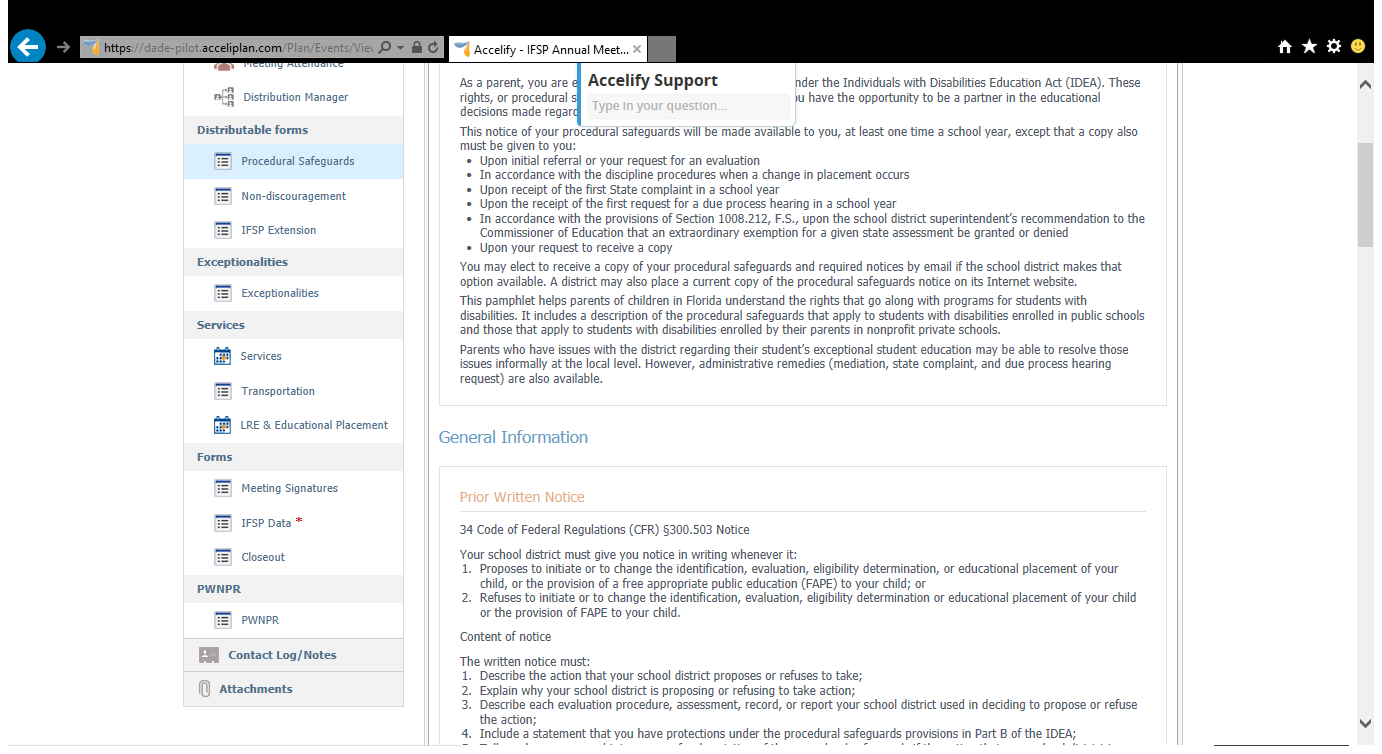 https://dade-pilot.acceliplan.com/Plan/Events/Vie
Accelify - IFSP Annual Meet...
Meeting Attendance
Distribution Manager
Distributable forms
Procedural Safeguards
Non-discouragement
IFSP Extension
Exceptionalities
Exceptionalities
Services
Services
Transportation
LRE & Educational Placement
Forms
Meeting Signatures
IFSP Data *
Closeout
PWNPR
PWNPR
Contact Log/Notes
Attachments
Accelify Support
Type in your question...
As a parent, you are e nder the Individuals with Disabilities Education Act (IDEA). These
rights, or procedural s u have the opportunity to be a partner in the educational
decisions made regard
This notice of your procedural safeguards will be made available to you, at least one time a school year, except that a copy also
must be given to you:
• Upon initial referral or your request for an evaluation
• In accordance with the discipline procedures when a change in placement occurs
• Upon receipt of the first State complaint in a school year
• Upon the receipt of the first request for a due process hearing in a school year
• In accordance with the provisions of Section 1008.212, F.S., upon the school district superintendent's recommendation to the
Commissioner of Education that an extraordinary exemption for a given state assessment be granted or denied
• Upon your request to receive a copy
You may elect to receive a copy of your procedural safeguards and required notices by email if the school district makes that
option available. A district may also place a current copy of the procedural safeguards notice on its Internet website.
This pamphlet helps parents of children in Florida understand the rights that go along with programs for students with
disabilities. It includes a description of the procedural safeguards that apply to students with disabilities enrolled in public schools
and those that apply to students with disabilities enrolled by their parents in nonprofit private schools.
Parents who have issues with the district regarding their student's exceptional student education may be able to resolve those
issues informally at the local level. However, administrative remedies (mediation, state complaint, and due process hearing
request) are also available.
General Information
Prior Written Notice
34 Code of Federal Regulations (CFR) §300.503 Notice
Your school district must give you notice in writing whenever it:
1. Proposes to initiate or to change the identification, evaluation, eligibility determination, or educational placement of your
child, or the provision of a free appropriate public education (FAPE) to your child; or
2. Refuses to initiate or to change the identification, evaluation, eligibility determination or educational placement of your child
or the provision of FAPE to your child.
Content of notice
The written notice must:
1. Describe the action that your school district proposes or refuses to take;
2. Explain why your school district is proposing or refusing to take action;
3. Describe each evaluation procedure, assessment, record, or report your school district used in deciding to propose or refuse
the action;
4. Include a statement that you have protections under the procedural safeguards provisions in Part B of the IDEA;